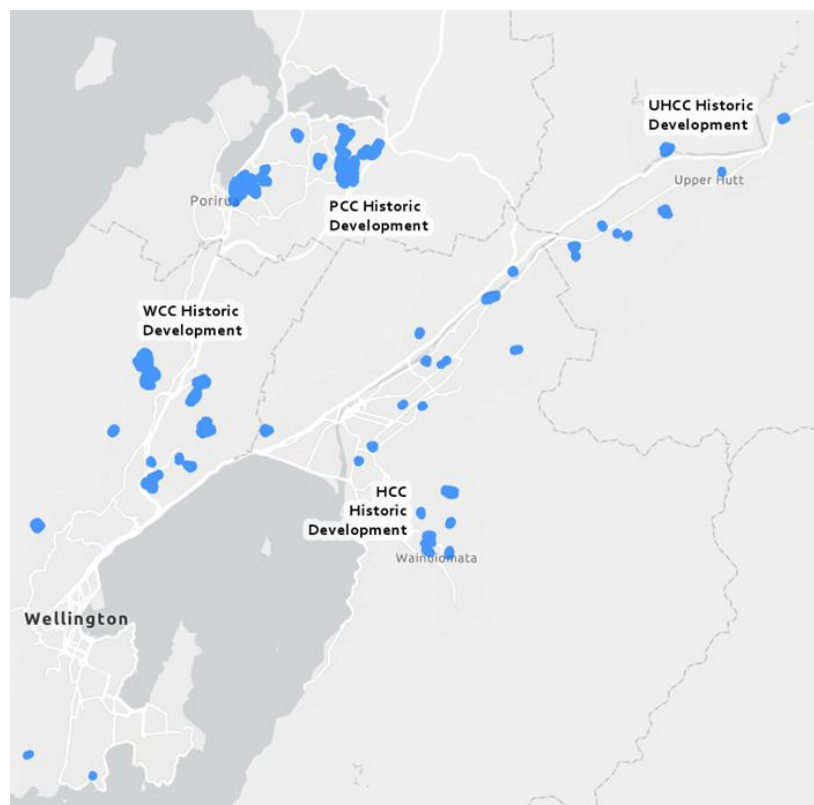 UHCC Historic
Development
Upper Hutt
Porirua
PCC Historic
Development
WCC Historic
Development
HCC
Historic
Development
Wainuiomata
Wellington